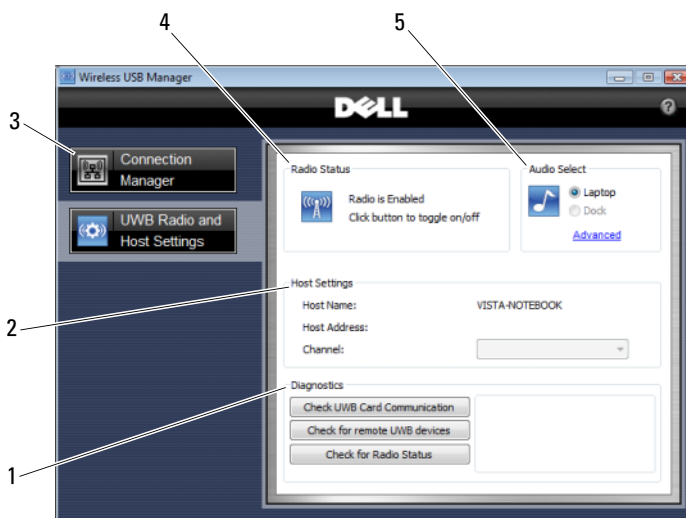 4
5
Wireless USB Manager
DELL
?
3
Connection
Manager
UWB Radio and
Host Settings
Radio Status
Radio is Enabled
Click button to toggle on/off
Audio Select
Laptop
Dock
Advanced
2
Host Settings
Host Name: VISTA-NOTEBOOK
Host Address:
Channel:
1
Diagnostics
Check UWB Card Communication
Check for remote UWB devices
Check for Radio Status